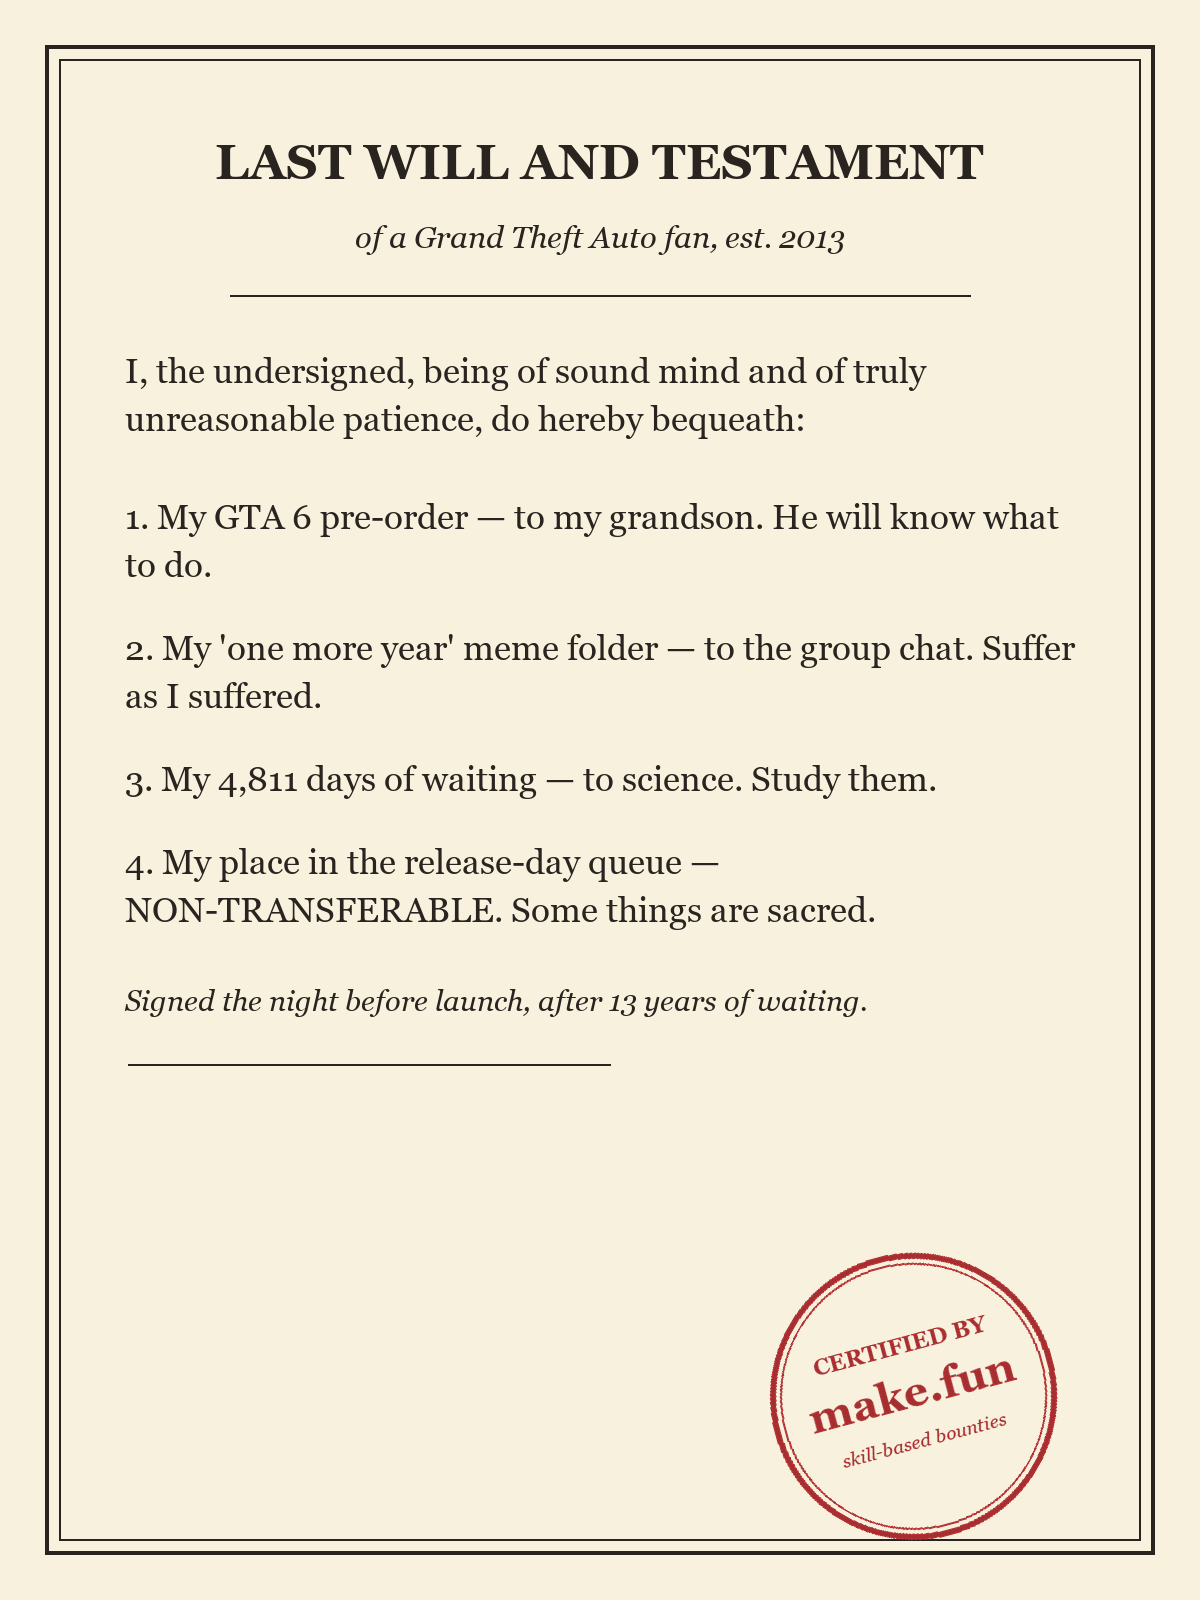 LAST WILL AND TESTAMENT
of a Grand Theft Auto fan, est. 2013
I, the undersigned, being of sound mind and of truly
unreasonable patience, do hereby bequeath:
1. My GTA 6 pre-order — to my grandson. He will know what
to do.
2. My 'one more year' meme folder — to the group chat. Suffer
as I suffered.
3. My 4,811 days of waiting — to science. Study them.
4. My place in the release-day queue —
NON-TRANSFERABLE. Some things are sacred.
Signed the night before launch, after 13 years of waiting.
CERTIFIED BY
make.fun
skill-based bounties